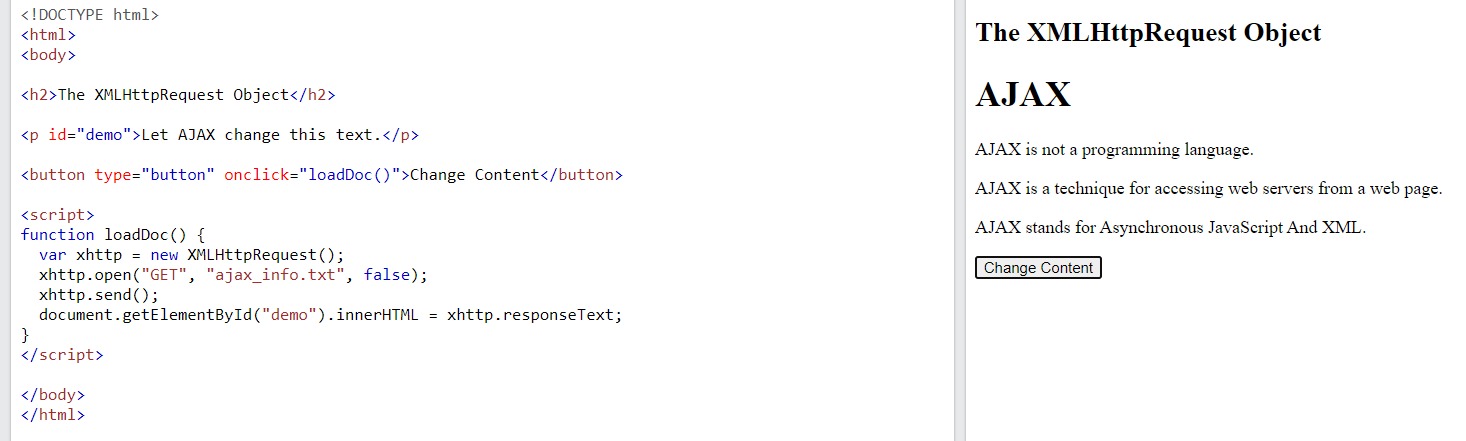 <!DOCTYPE html>
<html>
<body>
<h2>The XMLHttpRequest Object</h2>
<p id="demo">Let AJAX change this text.</p>
<button type="button" onclick="loadDoc()">Change Content</button>
<script>
function loadDoc() {
  var xhttp = new XMLHttpRequest();
  xhttp.open("GET", "ajax_info.txt", false);
  xhttp.send();
  document.getElementById("demo").innerHTML = xhttp.responseText;
}
</script>
</body>
</html>
The XMLHttpRequest Object
AJAX
AJAX is not a programming language.
AJAX is a technique for accessing web servers from a web page.
AJAX stands for Asynchronous JavaScript And XML.
Change Content